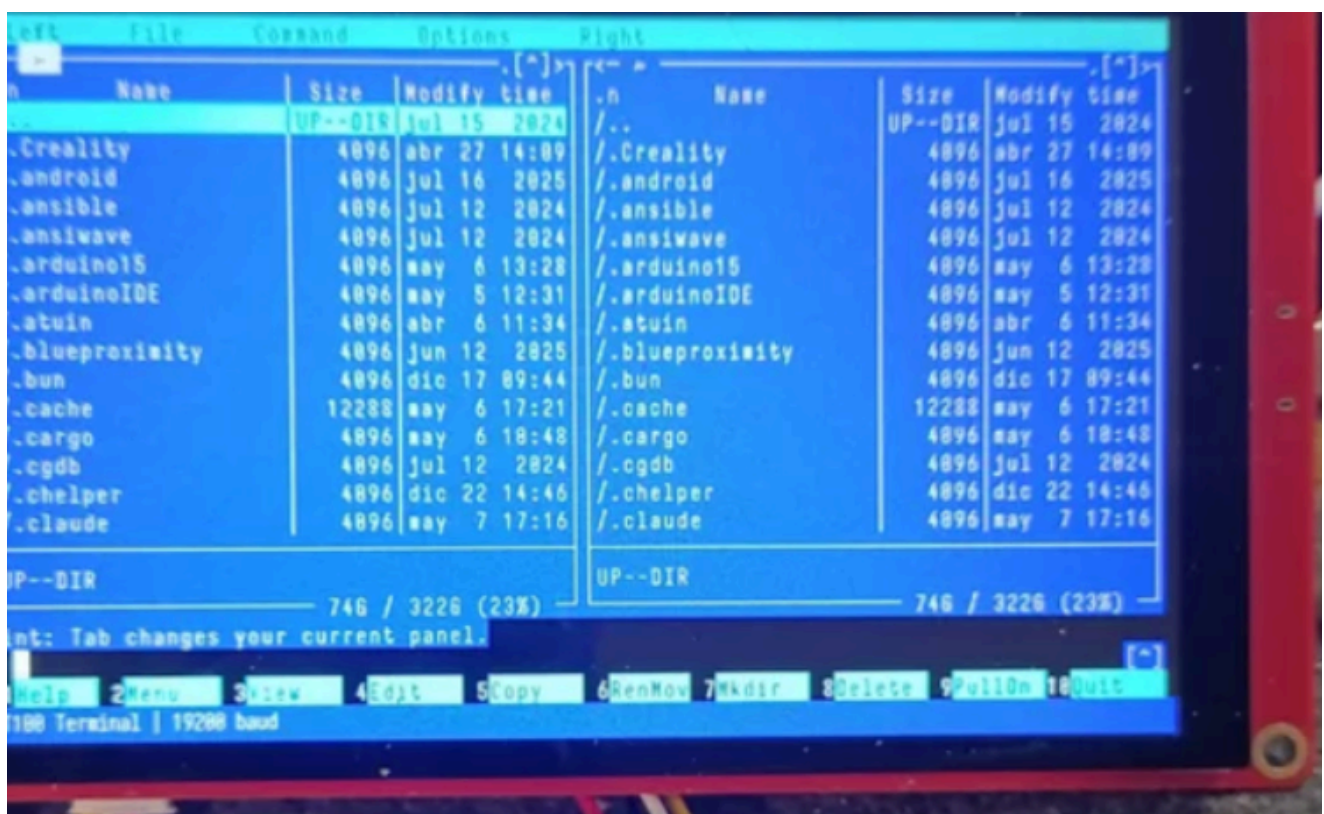 Left File Command Options Right
.[^]> <- .[^]>
n Name Size Modify time .n Name Size Modify time
.. UP--DIR jul 15 2024 /.. UP--DIR jul 15 2024
.Creality 4096 abr 27 14:09 /.Creality 4096 abr 27 14:09
.android 4096 jul 16 2025 /.android 4096 jul 16 2025
.ansible 4096 jul 12 2024 /.ansible 4096 jul 12 2024
.ansiwave 4096 jul 12 2024 /.ansiwave 4096 jul 12 2024
.arduino15 4096 may 6 13:28 /.arduino15 4096 may 6 13:28
.arduinoIDE 4096 may 5 12:31 /.arduinoIDE 4096 may 5 12:31
.atuin 4096 abr 6 11:34 /.atuin 4096 abr 6 11:34
/.blueproximity 4096 jun 12 2025 /.blueproximity 4096 jun 12 2025
/.bun 4096 dic 17 09:44 /.bun 4096 dic 17 09:44
/.cache 12288 may 6 17:21 /.cache 12288 may 6 17:21
/.cargo 4096 may 6 18:48 /.cargo 4096 may 6 18:48
/.cgdb 4096 jul 12 2024 /.cgdb 4096 jul 12 2024
/.chelper 4096 dic 22 14:46 /.chelper 4096 dic 22 14:46
/.claude 4096 may 7 17:16 /.claude 4096 may 7 17:16
UP--DIR UP--DIR
74G / 322G (23%) 74G / 322G (23%)
int: Tab changes your current panel.
[^]
1Help 2Menu 3View 4Edit 5Copy 6RenMov 7Mkdir 8Delete 9PullDn 10Quit
T100 Terminal | 19200 baud